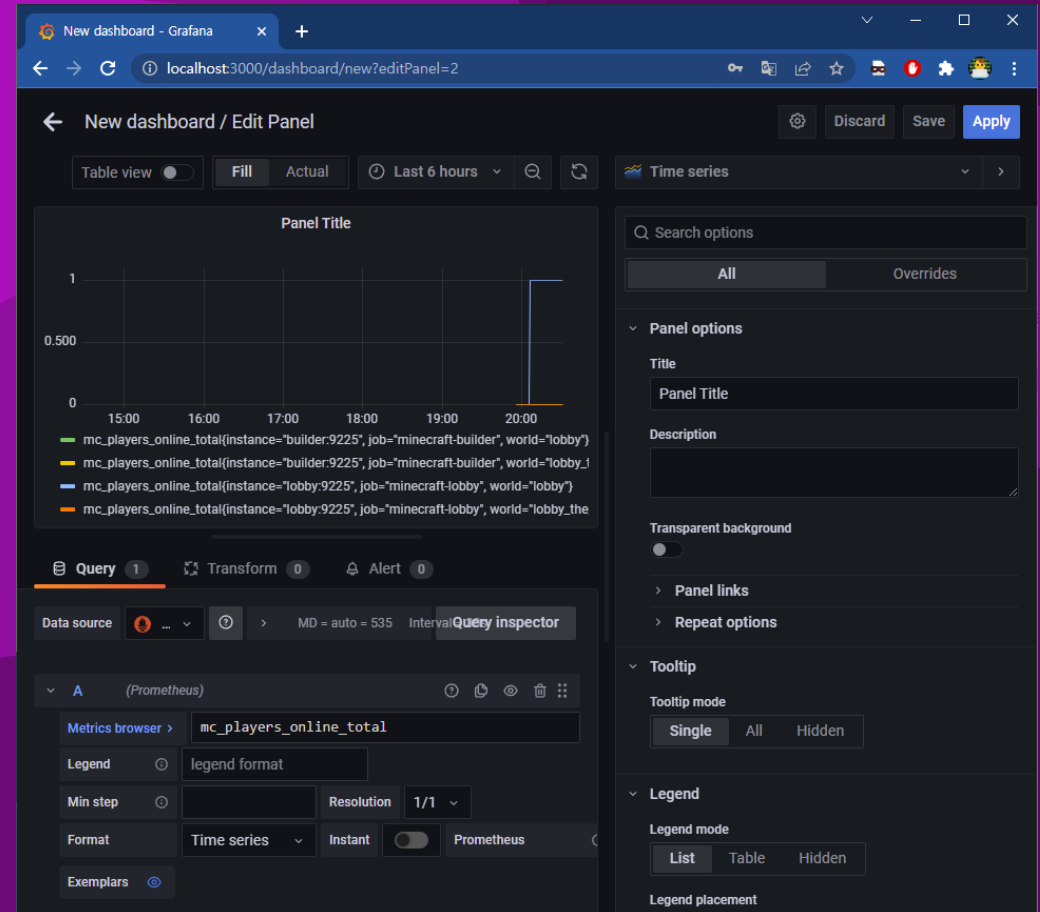 New dashboard - Grafana
localhost:3000/dashboard/new?editPanel=2
New dashboard / Edit Panel
Discard
Save
Apply
Table view
Fill
Actual
Last 6 hours
Time series
Panel Title
1
0.500
0
15:00
16:00
17:00
18:00
19:00
20:00
mc_players_online_total{instance="builder:9225", job="minecraft-builder", world="lobby"}
mc_players_online_total{instance="builder:9225", job="minecraft-builder", world="lobby_t
mc_players_online_total{instance="lobby:9225", job="minecraft-lobby", world="lobby"}
mc_players_online_total{instance="lobby:9225", job="minecraft-lobby", world="lobby_the
Query 1
Transform 0
Alert 0
Data source
...
MD = auto = 535
Interval
Query inspector
A
(Prometheus)
Metrics browser >
mc_players_online_total
Legend
legend format
Min step
Resolution
1/1
Format
Time series
Instant
Prometheus
Exemplars
Search options
All
Overrides
Panel options
Title
Panel Title
Description
Transparent background
Panel links
Repeat options
Tooltip
Tooltip mode
Single
All
Hidden
Legend
Legend mode
List
Table
Hidden
Legend placement